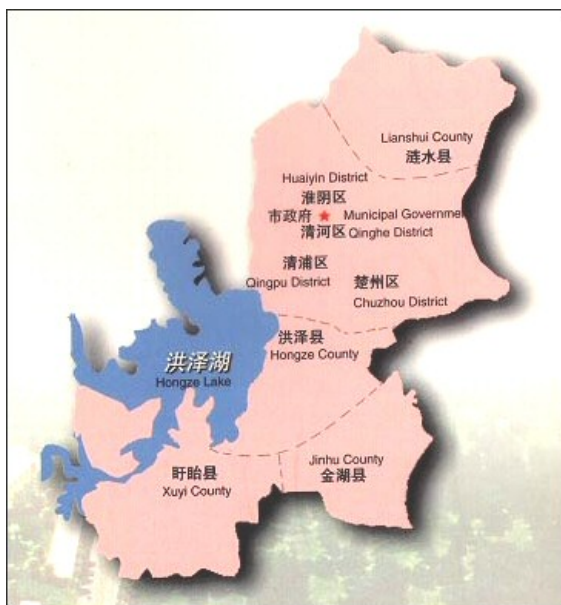 Lianshui County
涟水县
Huaiyin District
淮阴区
市政府 ★ Municipal Governme
清河区 Qinghe District
清浦区
Qingpu District
楚州区
Chuzhou District
洪泽县
Hongze County
洪泽湖
Hongze Lake
Jinhu County
金湖县
盱眙县
Xuyi County